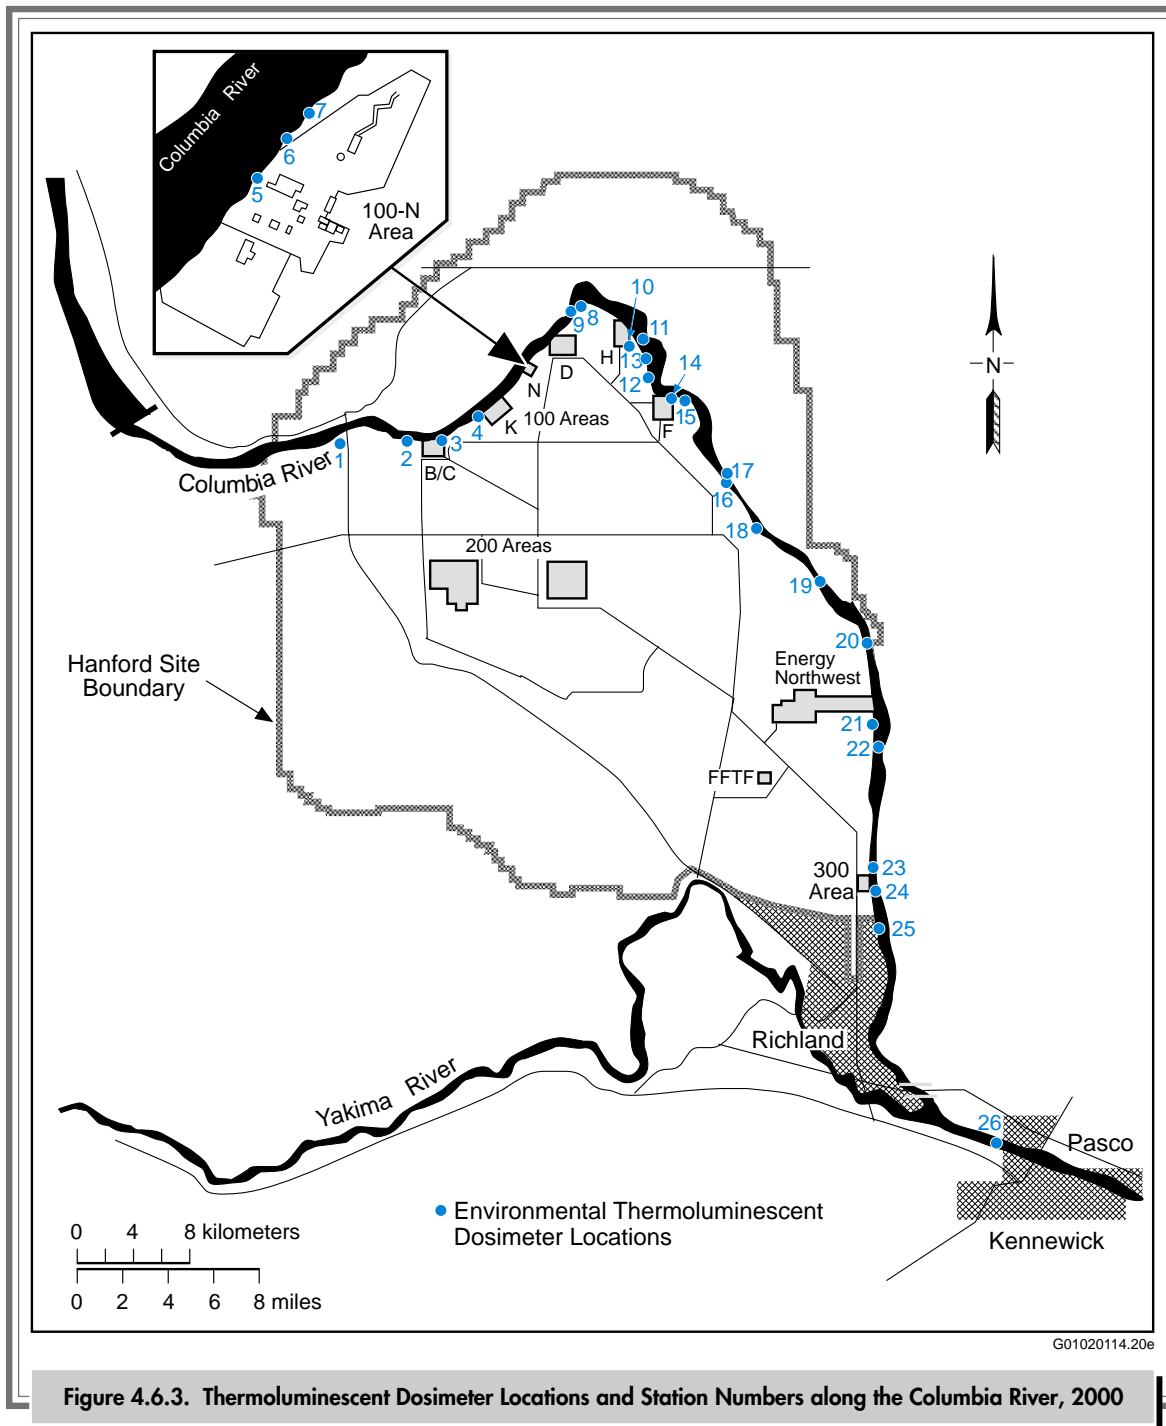 Columbia River
7
6
5
100-N
Area
10
9
8
11
H
13
14
D
12
N
15
F
4
K
100 Areas
1
2
3
B/C
Columbia River
17
16
18
200 Areas
19
20
Hanford Site
Boundary
Energy
Northwest
21
22
FFTF
23
300
Area
24
25
Richland
Yakima River
26
Pasco
Kennewick
N
Environmental Thermoluminescent
Dosimeter Locations
0 4 8 kilometers
0 2 4 6 8 miles
G01020114.20e
Figure 4.6.3. Thermoluminescent Dosimeter Locations and Station Numbers along the Columbia River, 2000